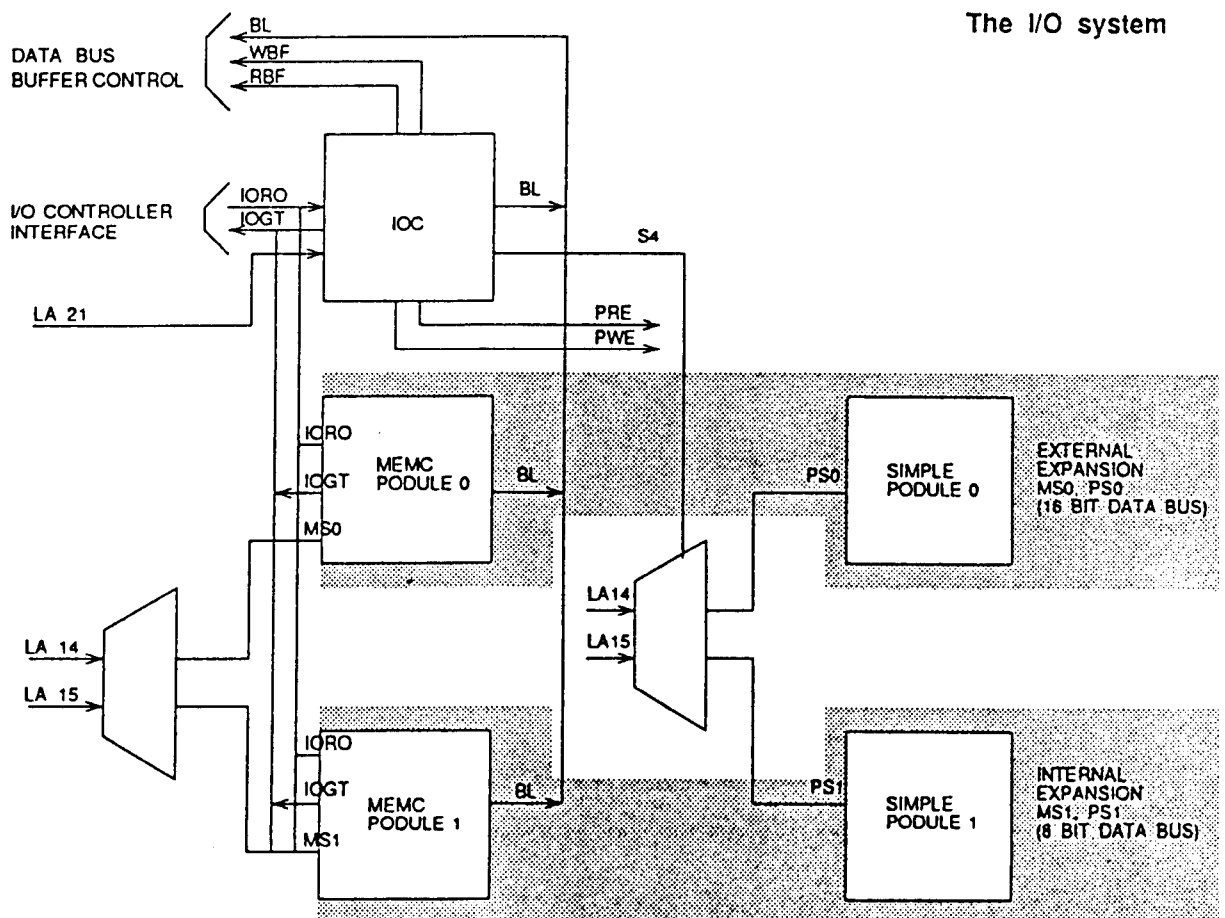 The I/O system
BL
DATA BUS
BUFFER CONTROL
WBF
RBF
I/O CONTROLLER
INTERFACE
IORO
IOGT
IOC
BL
S4
LA 21
PRE
PWE
IORO
IOGT
MS0
MEMC
PODULE 0
BL
PS0
SIMPLE
PODULE 0
EXTERNAL
EXPANSION
MS0, PS0
(16 BIT DATA BUS)
LA 14
LA 15
LA14
LA15
IORO
IOGT
MS1
MEMC
PODULE 1
BL
PS1
SIMPLE
PODULE 1
INTERNAL
EXPANSION
MS1, PS1
(8 BIT DATA BUS)